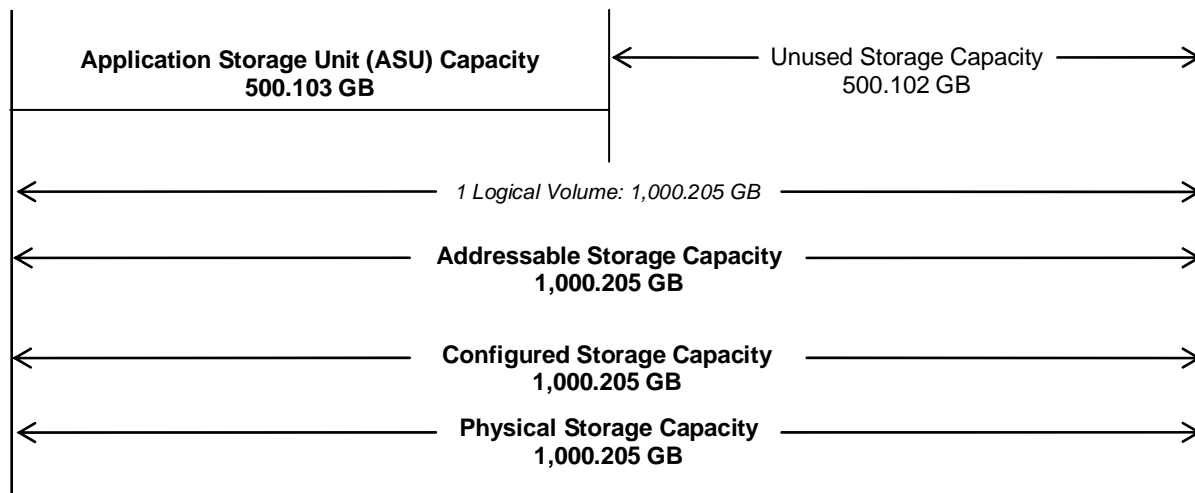 Application Storage Unit (ASU) Capacity
500.103 GB
Unused Storage Capacity
500.102 GB
1 Logical Volume: 1,000.205 GB
Addressable Storage Capacity
1,000.205 GB
Configured Storage Capacity
1,000.205 GB
Physical Storage Capacity
1,000.205 GB